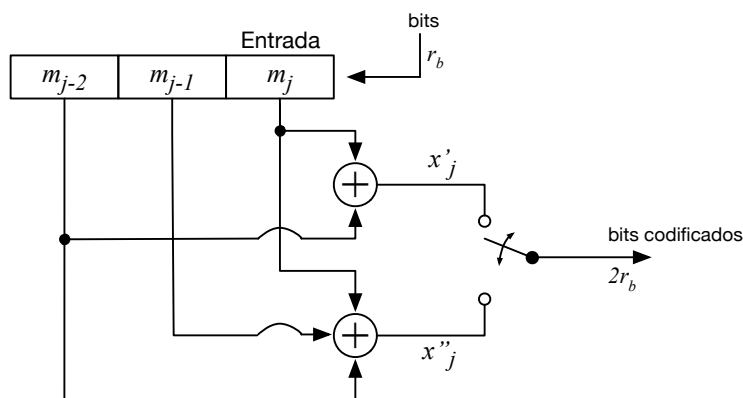 bits
Entrada
r_b
m_{j-2} m_{j-1} m_j
x'_j
bits codificados
2r_b
x''_j